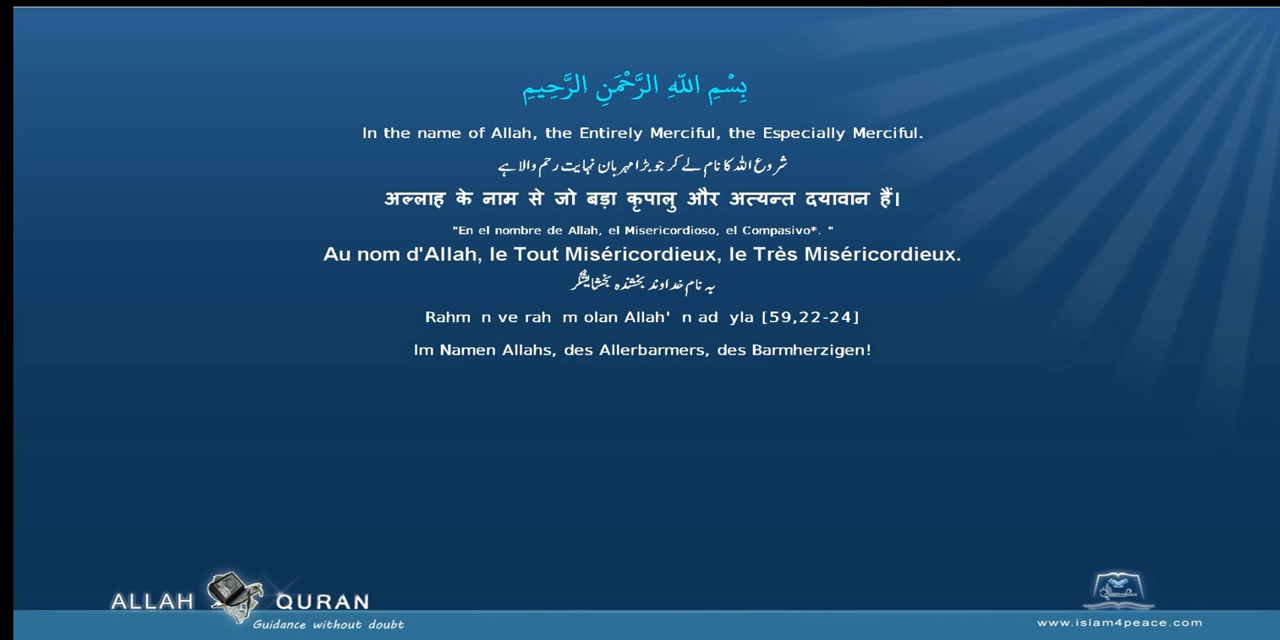 بِسْمِ اللَّهِ الرَّحْمَنِ الرَّحِيمِ
In the name of Allah, the Entirely Merciful, the Especially Merciful.
شروع الله کا نام لے کر جو بڑا مہربان نہایت رحم والا ہے
अल्लाह के नाम से जो बड़ा कृपालु और अत्यन्त दयावान हैं।
"En el nombre de Allah, el Misericordioso, el Compasivo*. "
Au nom d'Allah, le Tout Miséricordieux, le Très Miséricordieux.
به نام خداوند بخشنده بخشایشگر
Rahm n ve rah m olan Allah' n ad yla [59,22-24]
Im Namen Allahs, des Allerbarmers, des Barmherzigen!
ALLAH QURAN
Guidance without doubt
www.islam4peace.com